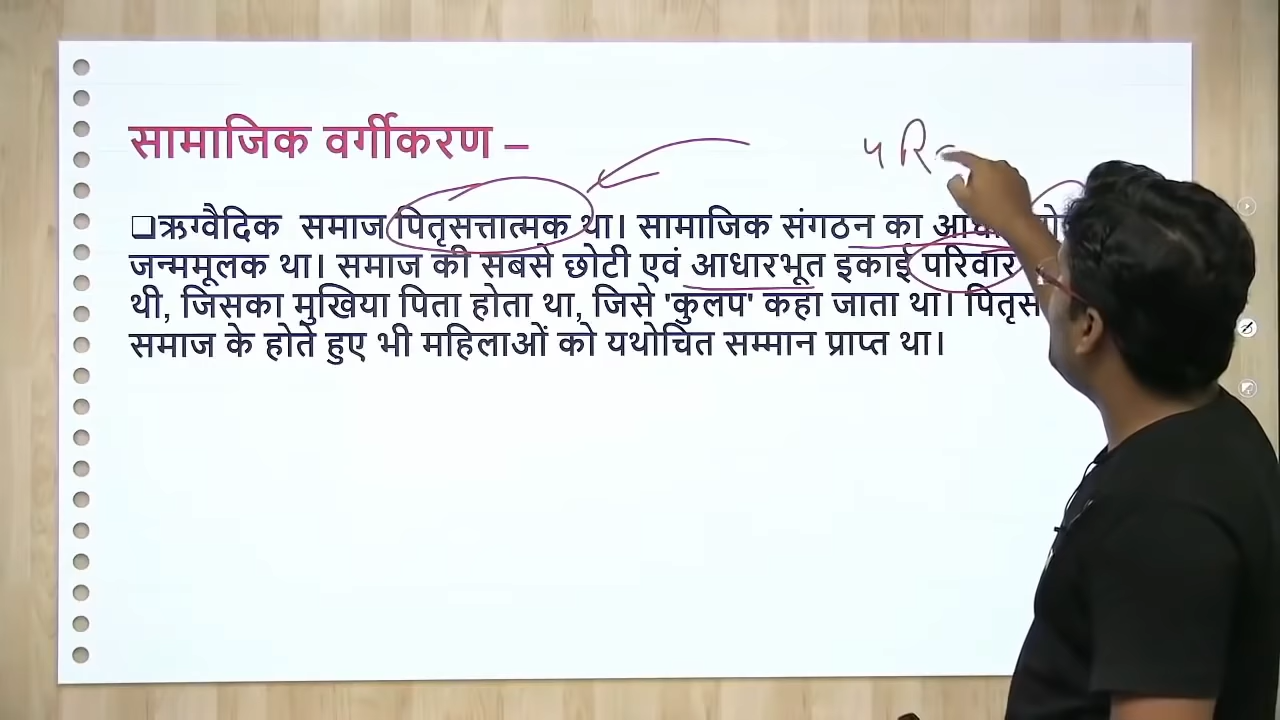 सामाजिक वर्गीकरण –
ऋग्वैदिक समाज पितृसत्तात्मक था। सामाजिक संगठन का
जन्ममूलक था। समाज की सबसे छोटी एवं आधारभूत इकाई परिवार
थी, जिसका मुखिया पिता होता था, जिसे 'कुलप' कहा जाता था।
समाज के होते हुए भी महिलाओं को यथोचित सम्मान प्राप्त था।